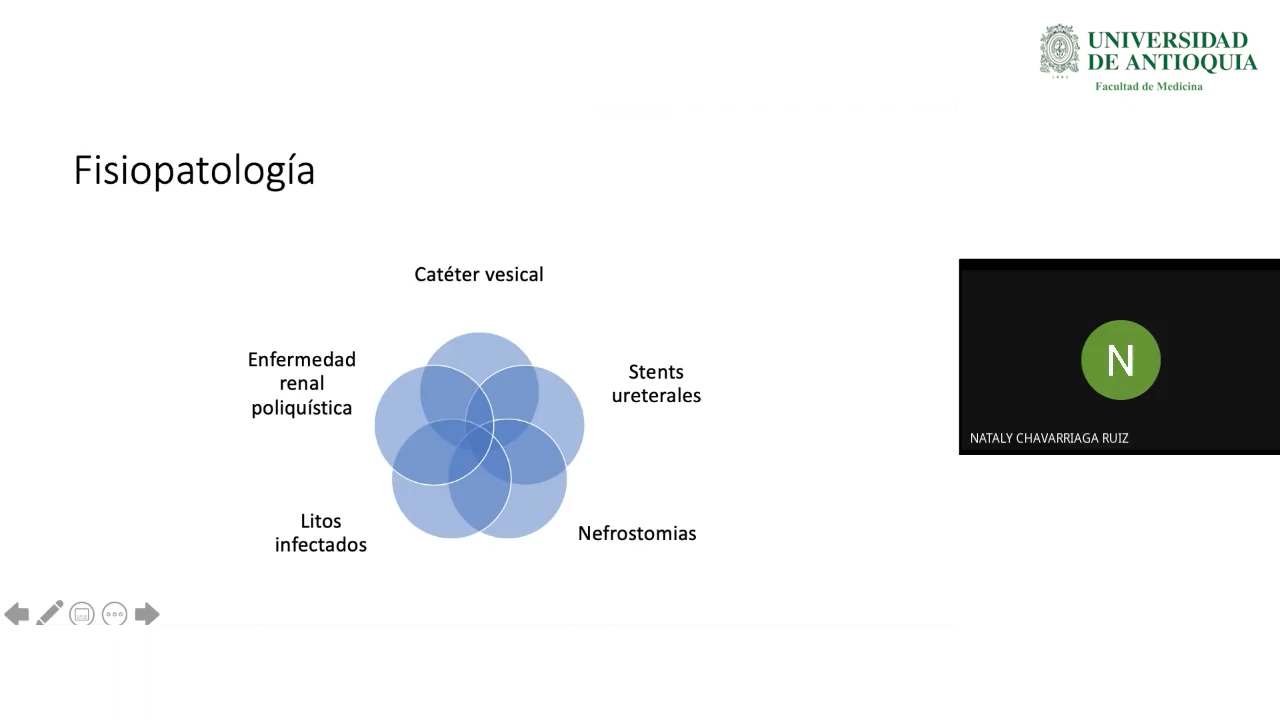 UNIVERSIDAD
DE ANTIOQUIA
Facultad de Medicina
Fisiopatología
Catéter vesical
Enfermedad
renal
poliquística
Stents
ureterales
Litos
infectados
Nefrostomias
N
NATALY CHAVARRIAGA RUIZ